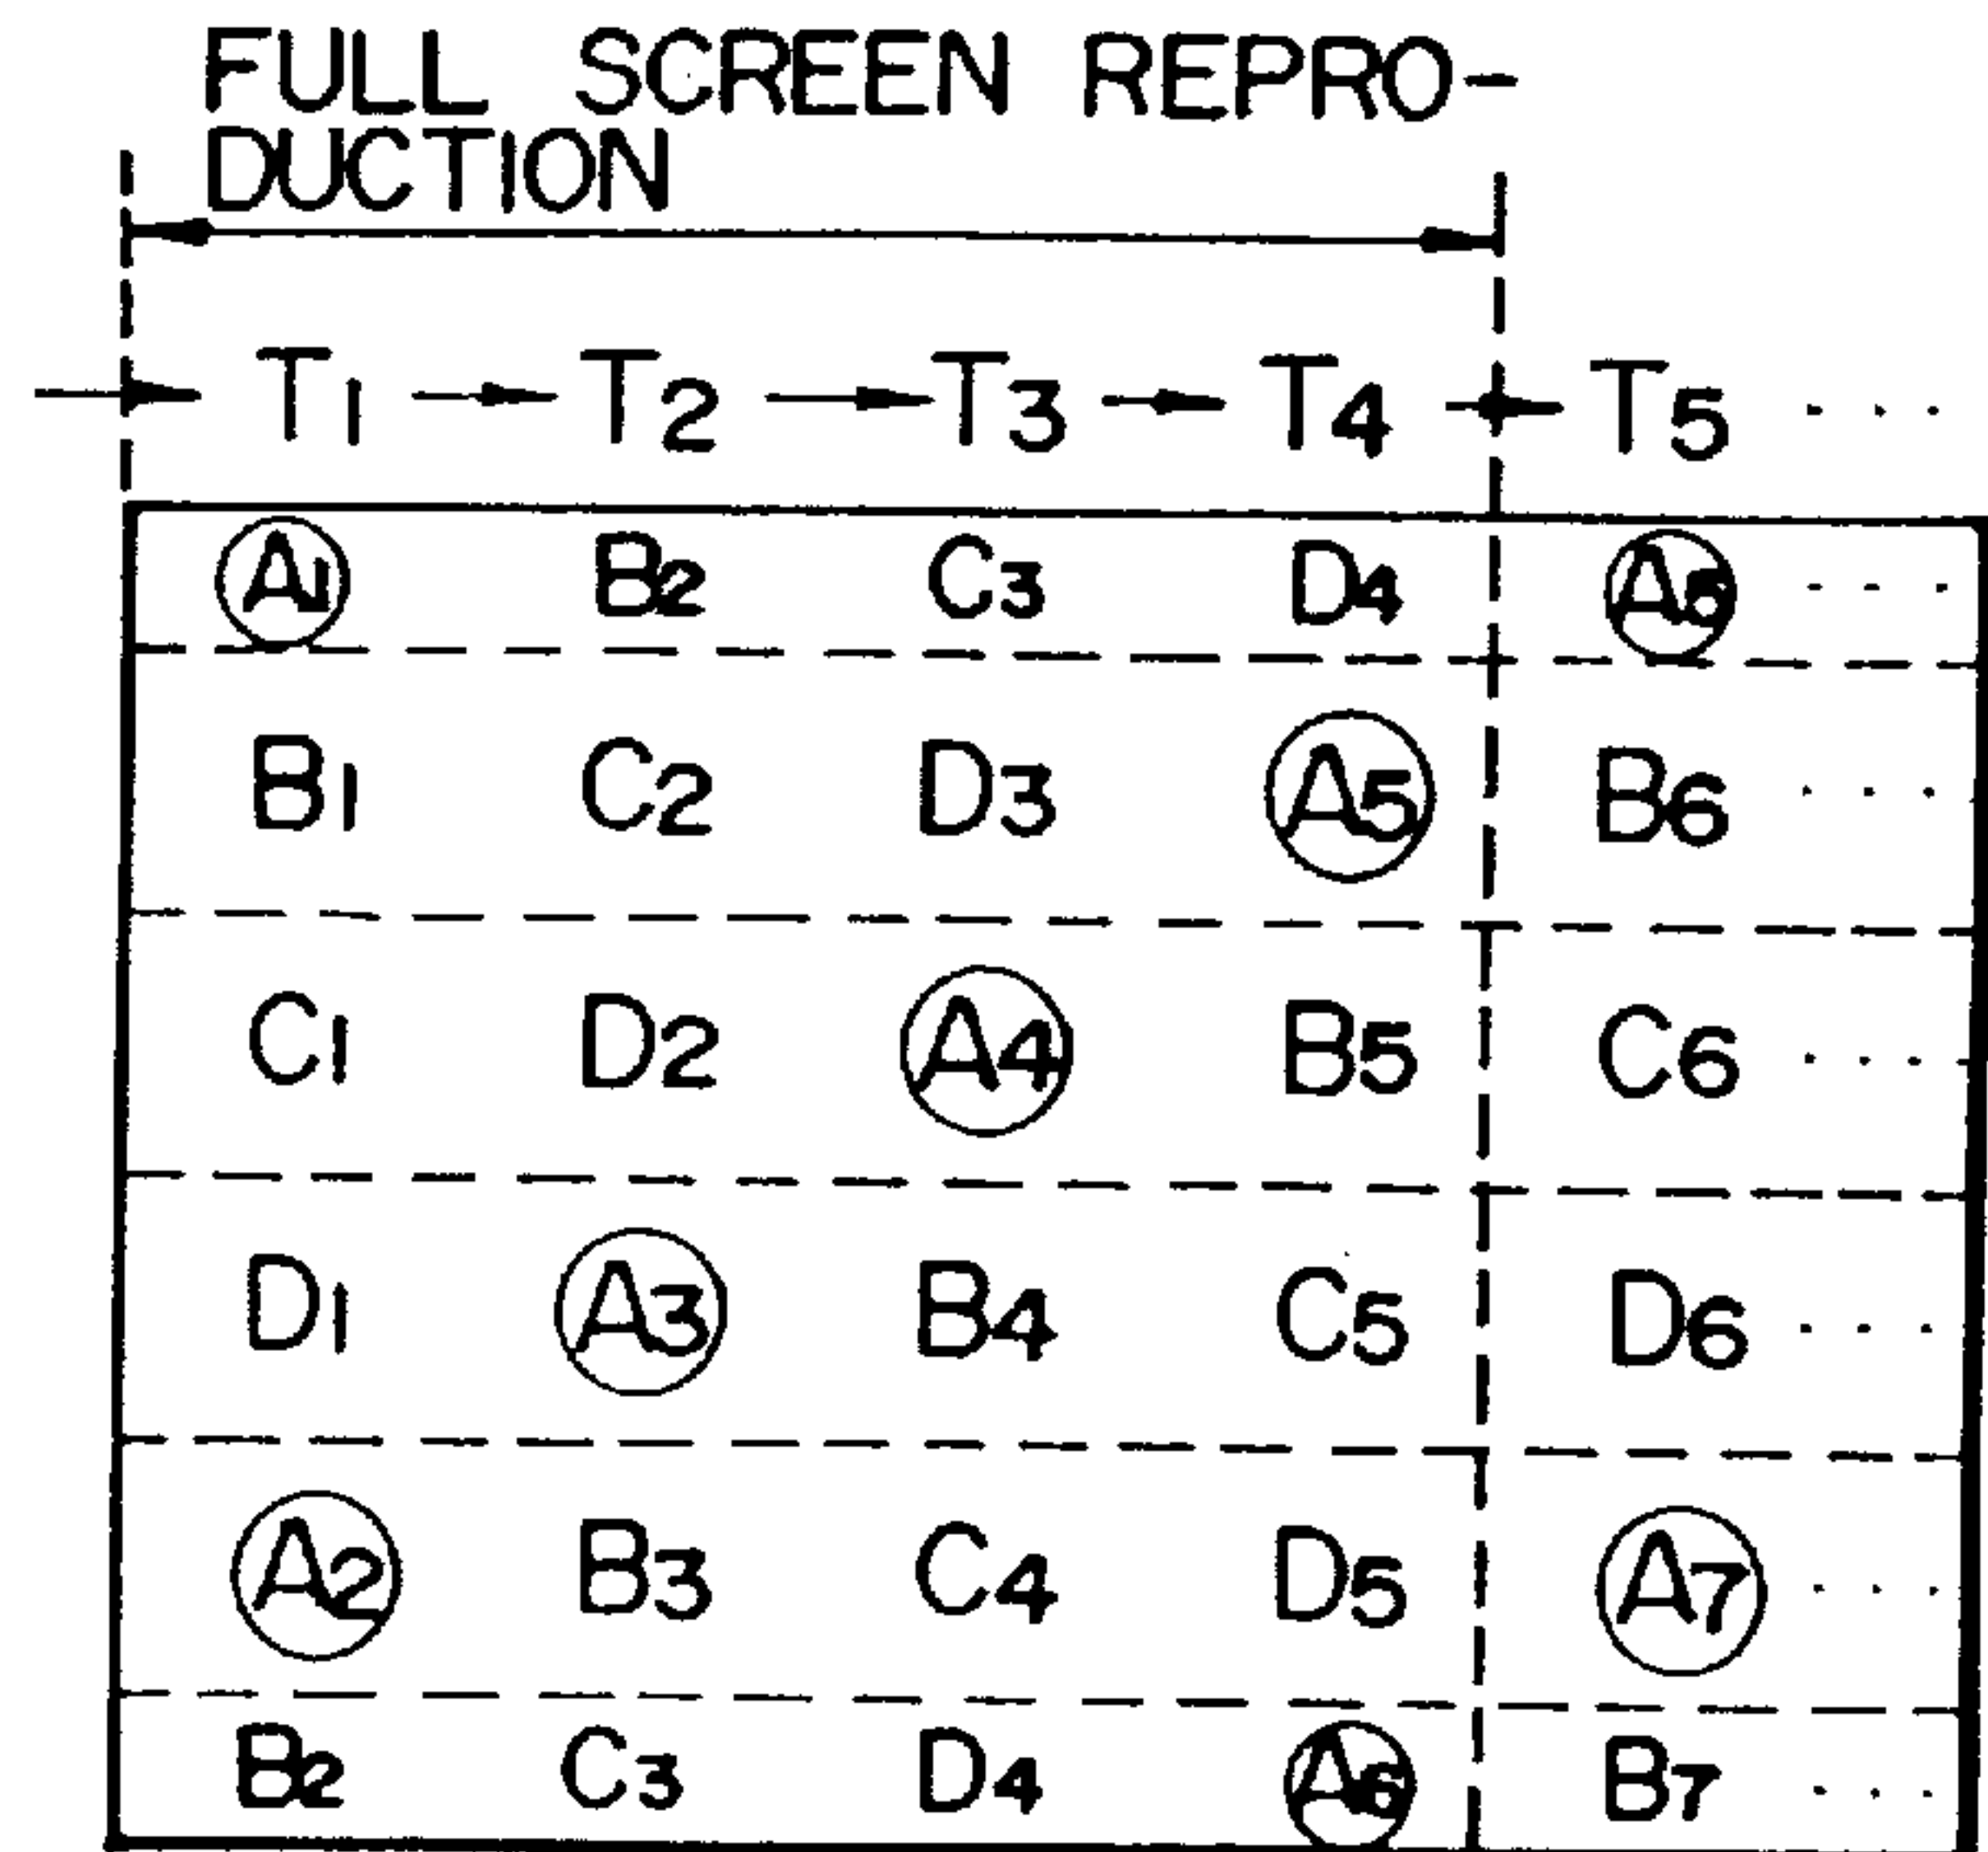 FULL SCREEN REPRO-
DUCTION
T1 T2 T3 T4 T5 ...
A1 B2 C3 D4 A6 ...
B1 C2 D3 A5 B6 ...
C1 D2 A4 B5 C6 ....
D1 A3 B4 C5 D6 ...
A2 B3 C4 D5 A7 ...
B2 C3 D4 A6 B7 ...